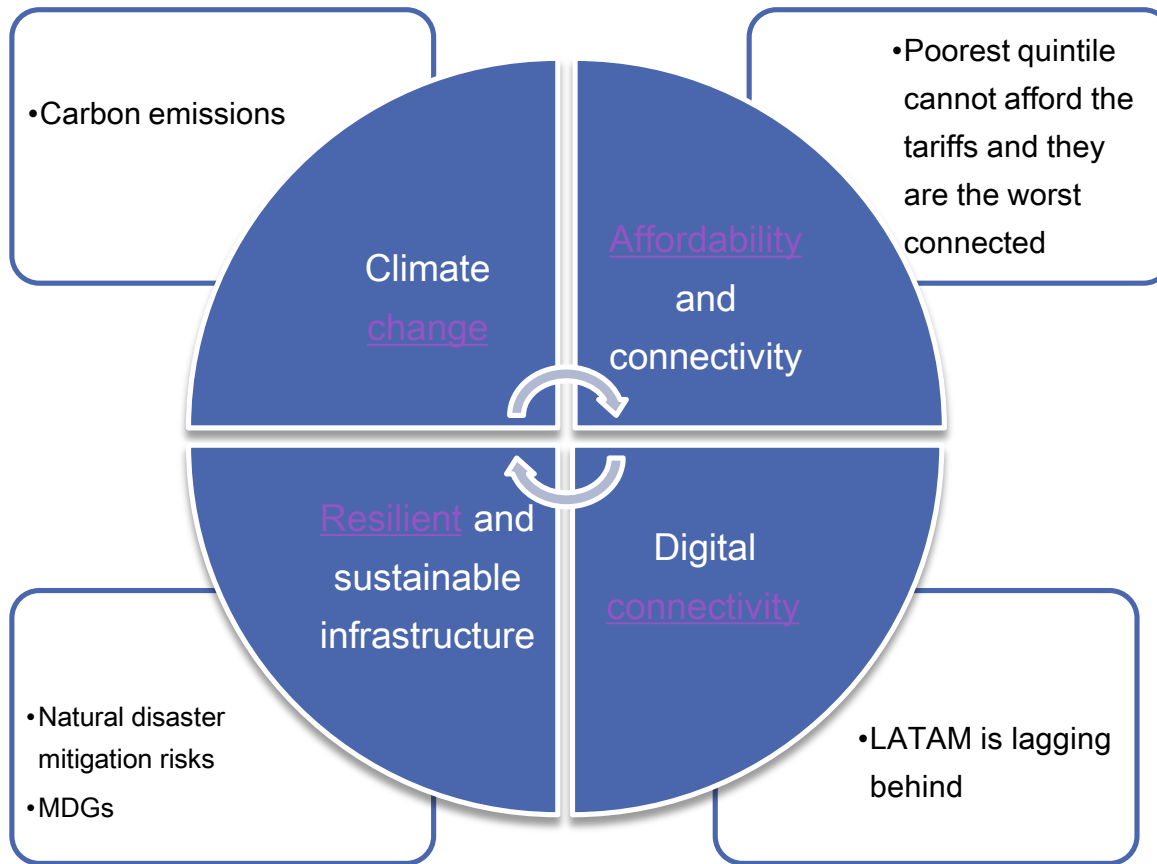 •Carbon emissions
•Poorest quintile
cannot afford the
tariffs and they
are the worst
connected
Climate
change
Affordability
and
connectivity
Resilient and
sustainable
infrastructure
Digital
connectivity
•Natural disaster
mitigation risks
•MDGs
•LATAM is lagging
behind